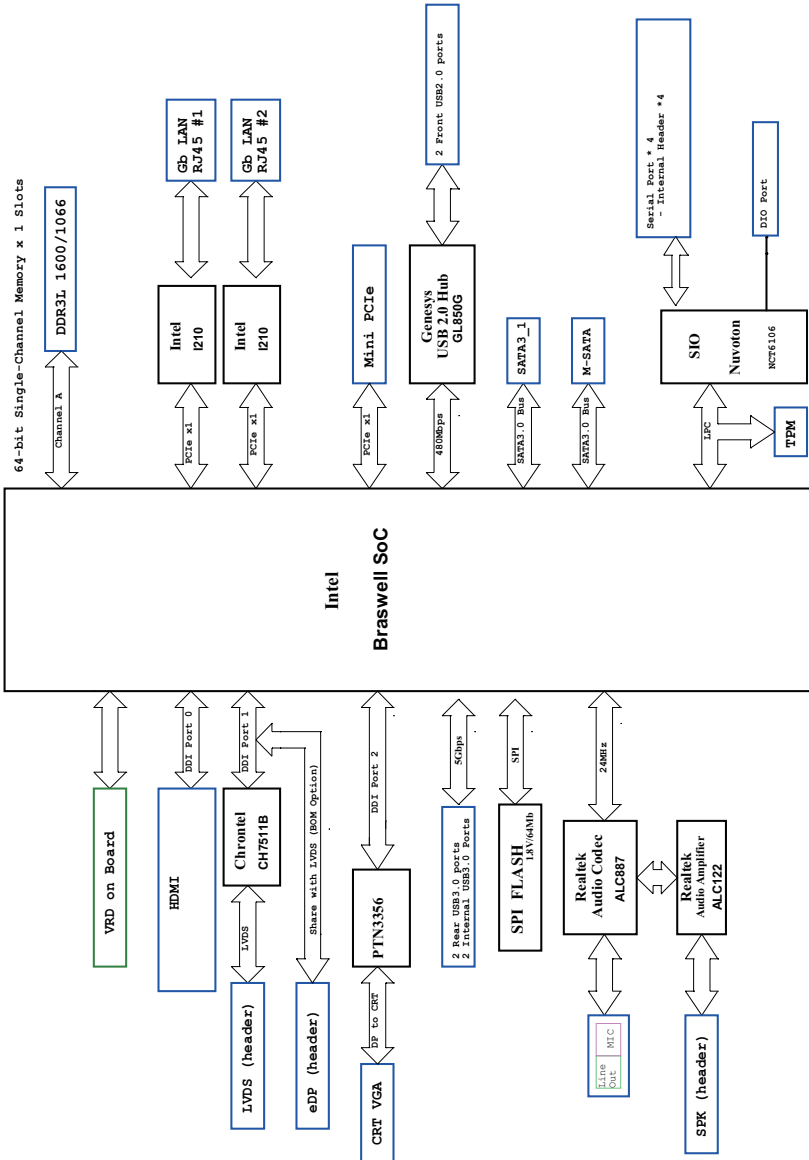 64-bit Single-Channel Memory x 1 Slots
DDR3L 1600/1066
Channel A
Gb LAN
RJ45 #1
Gb LAN
RJ45 #2
Intel
I210
Intel
I210
PCIe x1
PCIe x1
Mini PCIe
PCIe x1
2 Front USB2.0 ports
Genesys
USB 2.0 Hub
GL850G
480Mbps
SATA3_1
SATA3.0 Bus
M-SATA
SATA3.0 Bus
Serial Port * 4
- Internal Header *4
DIO Port
SIO
Nuvoton
NCT6106
LPC
TPM
Intel
Braswell SoC
VRD on Board
HDMI
DDI Port 0
DDI Port 1
Chrontel
CH7511B
LVDS
LVDS (header)
Share with LVDS (BOM Option)
eDP (header)
DDI Port 2
PTN3356
DP to CRT
CRT VGA
5Gbps
2 Rear USB3.0 ports
2 Internal USB3.0 Ports
SPI
SPI FLASH
1.8V/64Mb
24MHz
Realtek
Audio Codec
ALC887
Realtek
Audio Amplifier
ALC122
Line
Out
MIC
SPK (header)